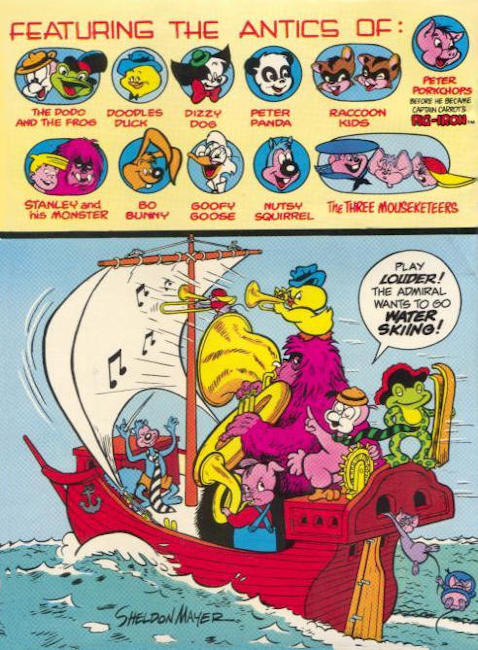 FEATURING THE ANTICS OF:
THE DODO
AND THE FROG
DOODLES
DUCK
DIZZY
DOG
PETER
PANDA
RACCOON
KIDS
PETER
PORKCHOPS
BEFORE HE BECAME
CAPTAIN CARROT'S
PIG-IRON™
STANLEY and
his MONSTER
BO
BUNNY
GOOFY
GOOSE
NUTSY
SQUIRREL
The THREE MOUSEKETEERS
PLAY
LOUDER!
THE ADMIRAL
WANTS TO GO
WATER
SKIING!
SHELDON MAYER